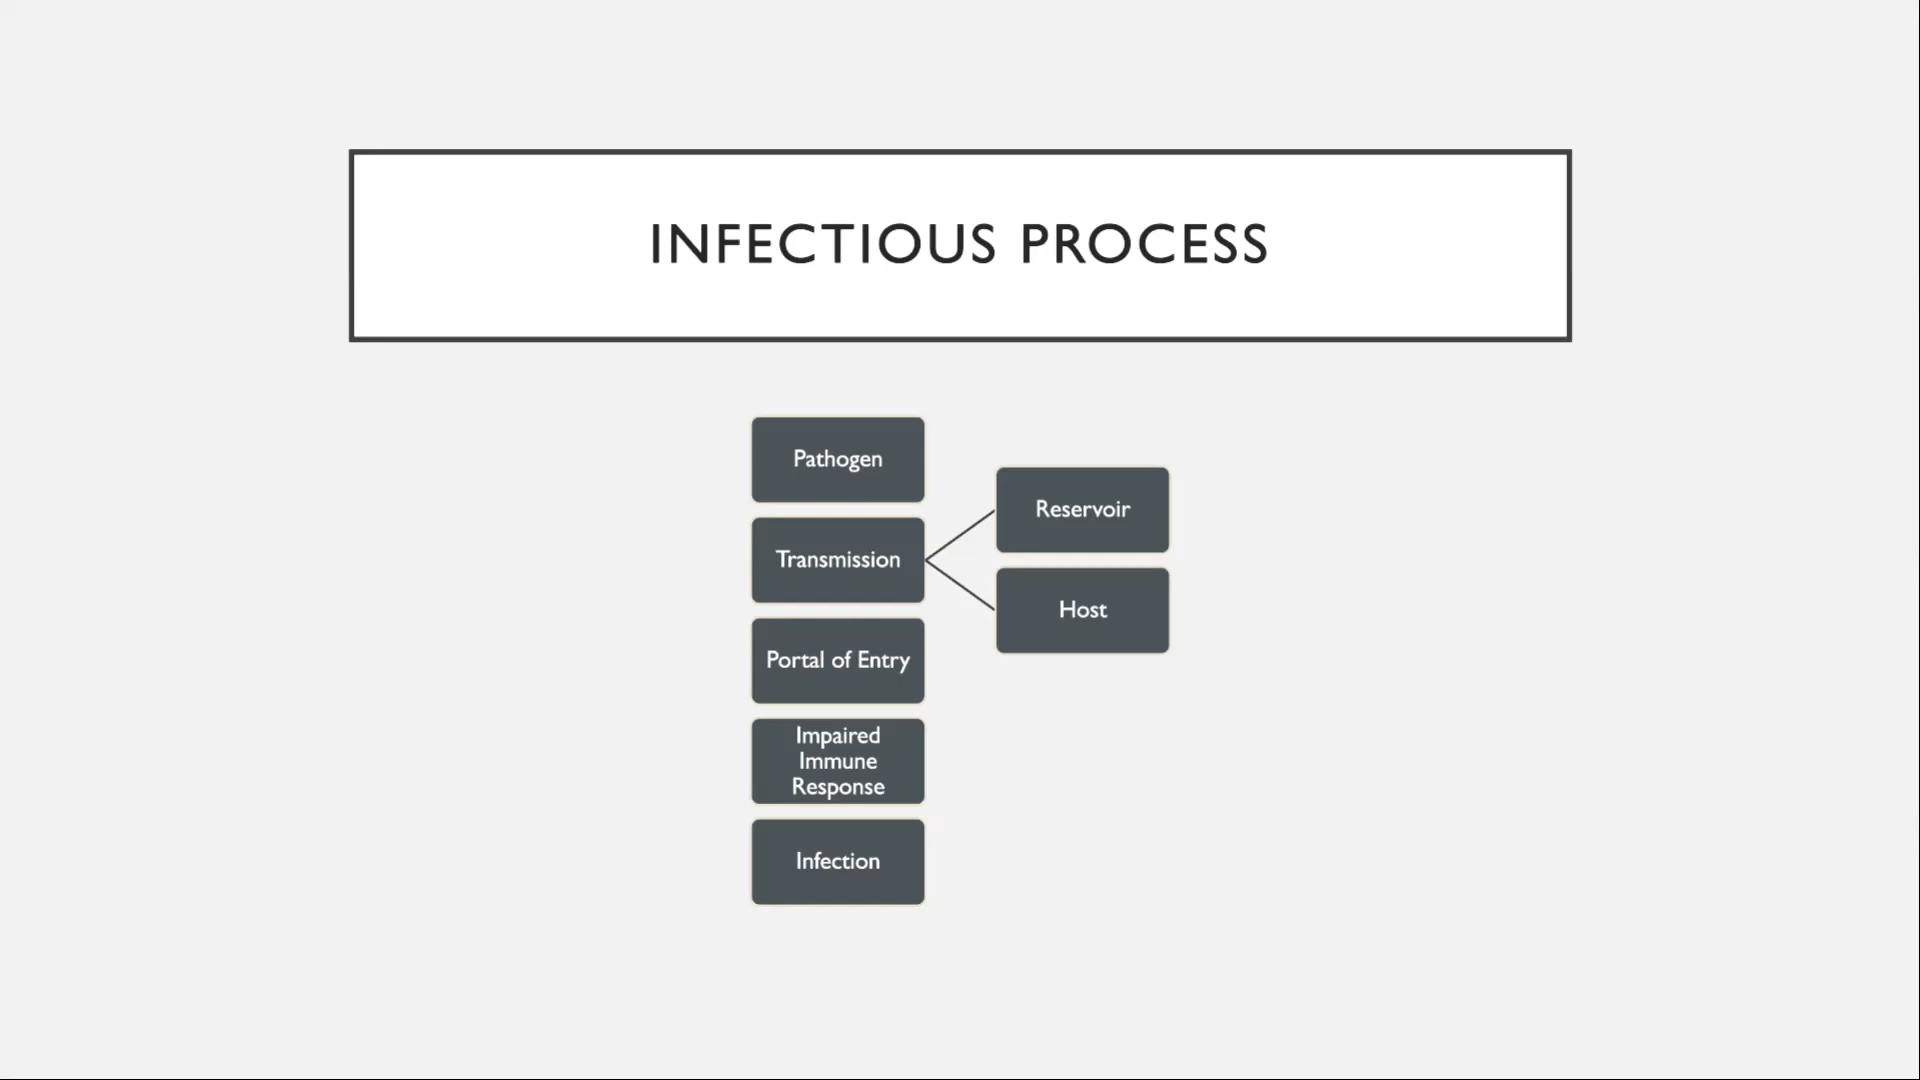 INFECTIOUS PROCESS
Pathogen
Reservoir
Transmission
Host
Portal of Entry
Impaired
Immune
Response
Infection